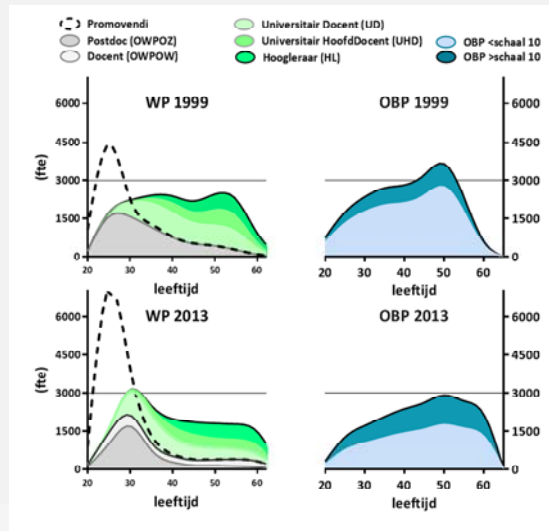 Promovendi
Postdoc (OWPOZ)
Docent (OWPOW)
Universitair Docent (UD)
Universitair HoofdDocent (UHD)
Hoogleraar (HL)
OBP <schaal 10
OBP >schaal 10
WP 1999
(fte)
6000
4500
3000
1500
0
20 30 40 50 60
leeftijd
OBP 1999
6000
4500
3000
1500
0
20 30 40 50 60
leeftijd
WP 2013
(fte)
6000
4500
3000
1500
0
20 30 40 50 60
leeftijd
OBP 2013
6000
4500
3000
1500
0
20 30 40 50 60
leeftijd